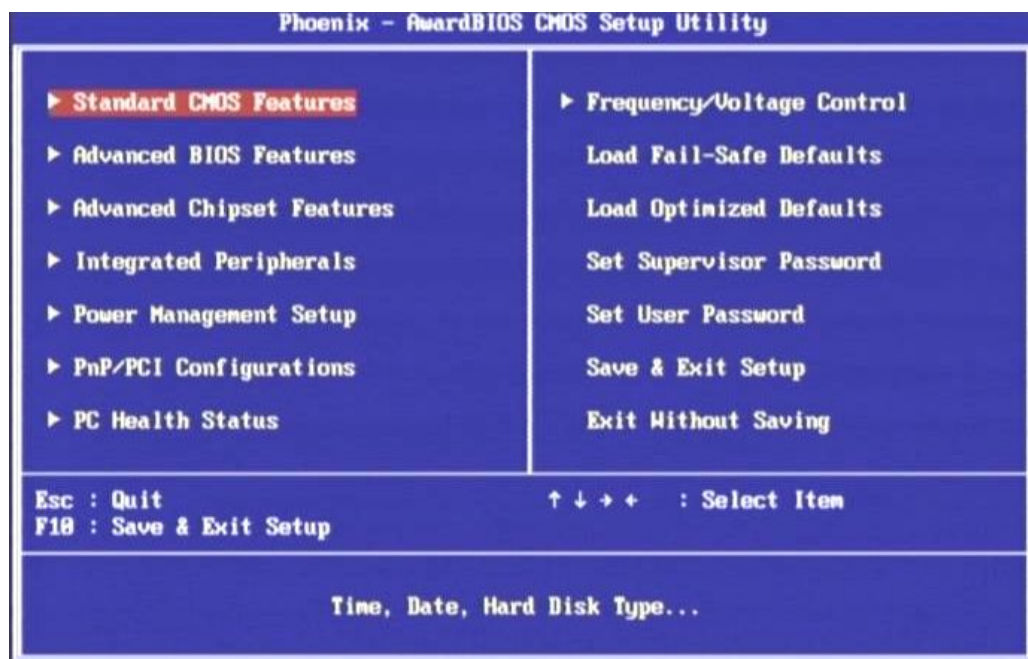 Phoenix - AwardBIOS CMOS Setup Utility
▶ Standard CMOS Features
▶ Advanced BIOS Features
▶ Advanced Chipset Features
▶ Integrated Peripherals
▶ Power Management Setup
▶ PnP/PCI Configurations
▶ PC Health Status
▶ Frequency/Voltage Control
Load Fail-Safe Defaults
Load Optimized Defaults
Set Supervisor Password
Set User Password
Save & Exit Setup
Exit Without Saving
Esc : Quit
F10 : Save & Exit Setup
↑ ↓ → ← : Select Item
Time, Date, Hard Disk Type...